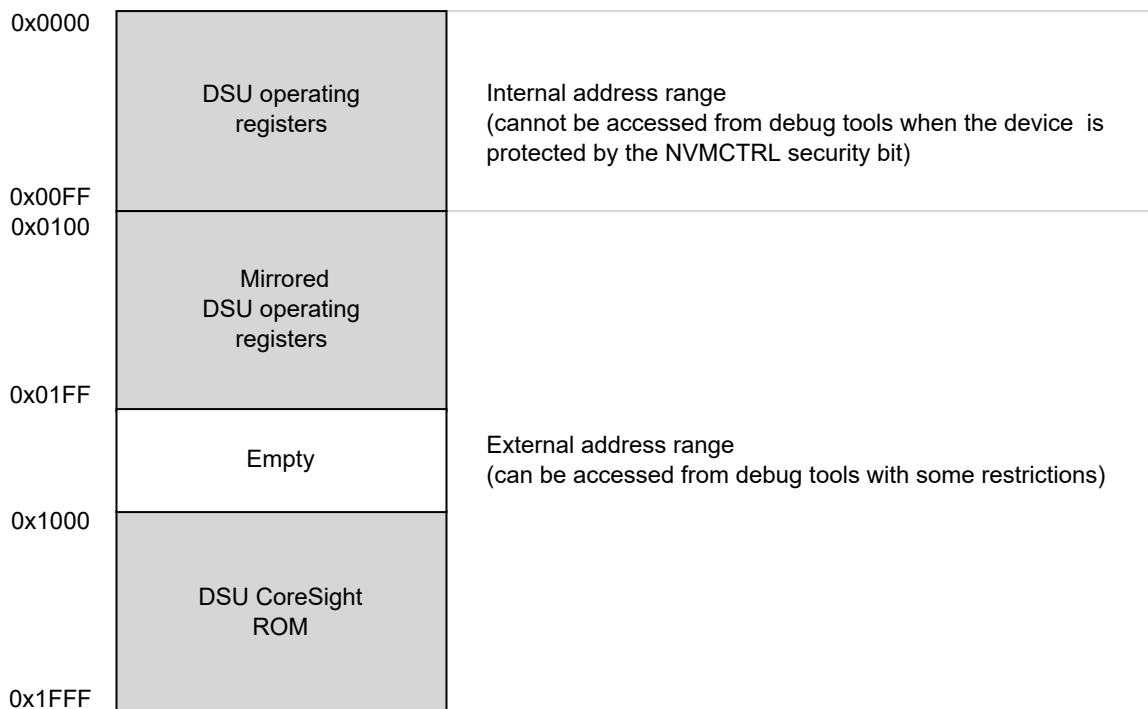 0x0000
DSU operating
registers
Internal address range
(cannot be accessed from debug tools when the device is
protected by the NVMCTRL security bit)
0x00FF
0x0100
Mirrored
DSU operating
registers
0x01FF
Empty
External address range
(can be accessed from debug tools with some restrictions)
0x1000
DSU CoreSight
ROM
0x1FFF